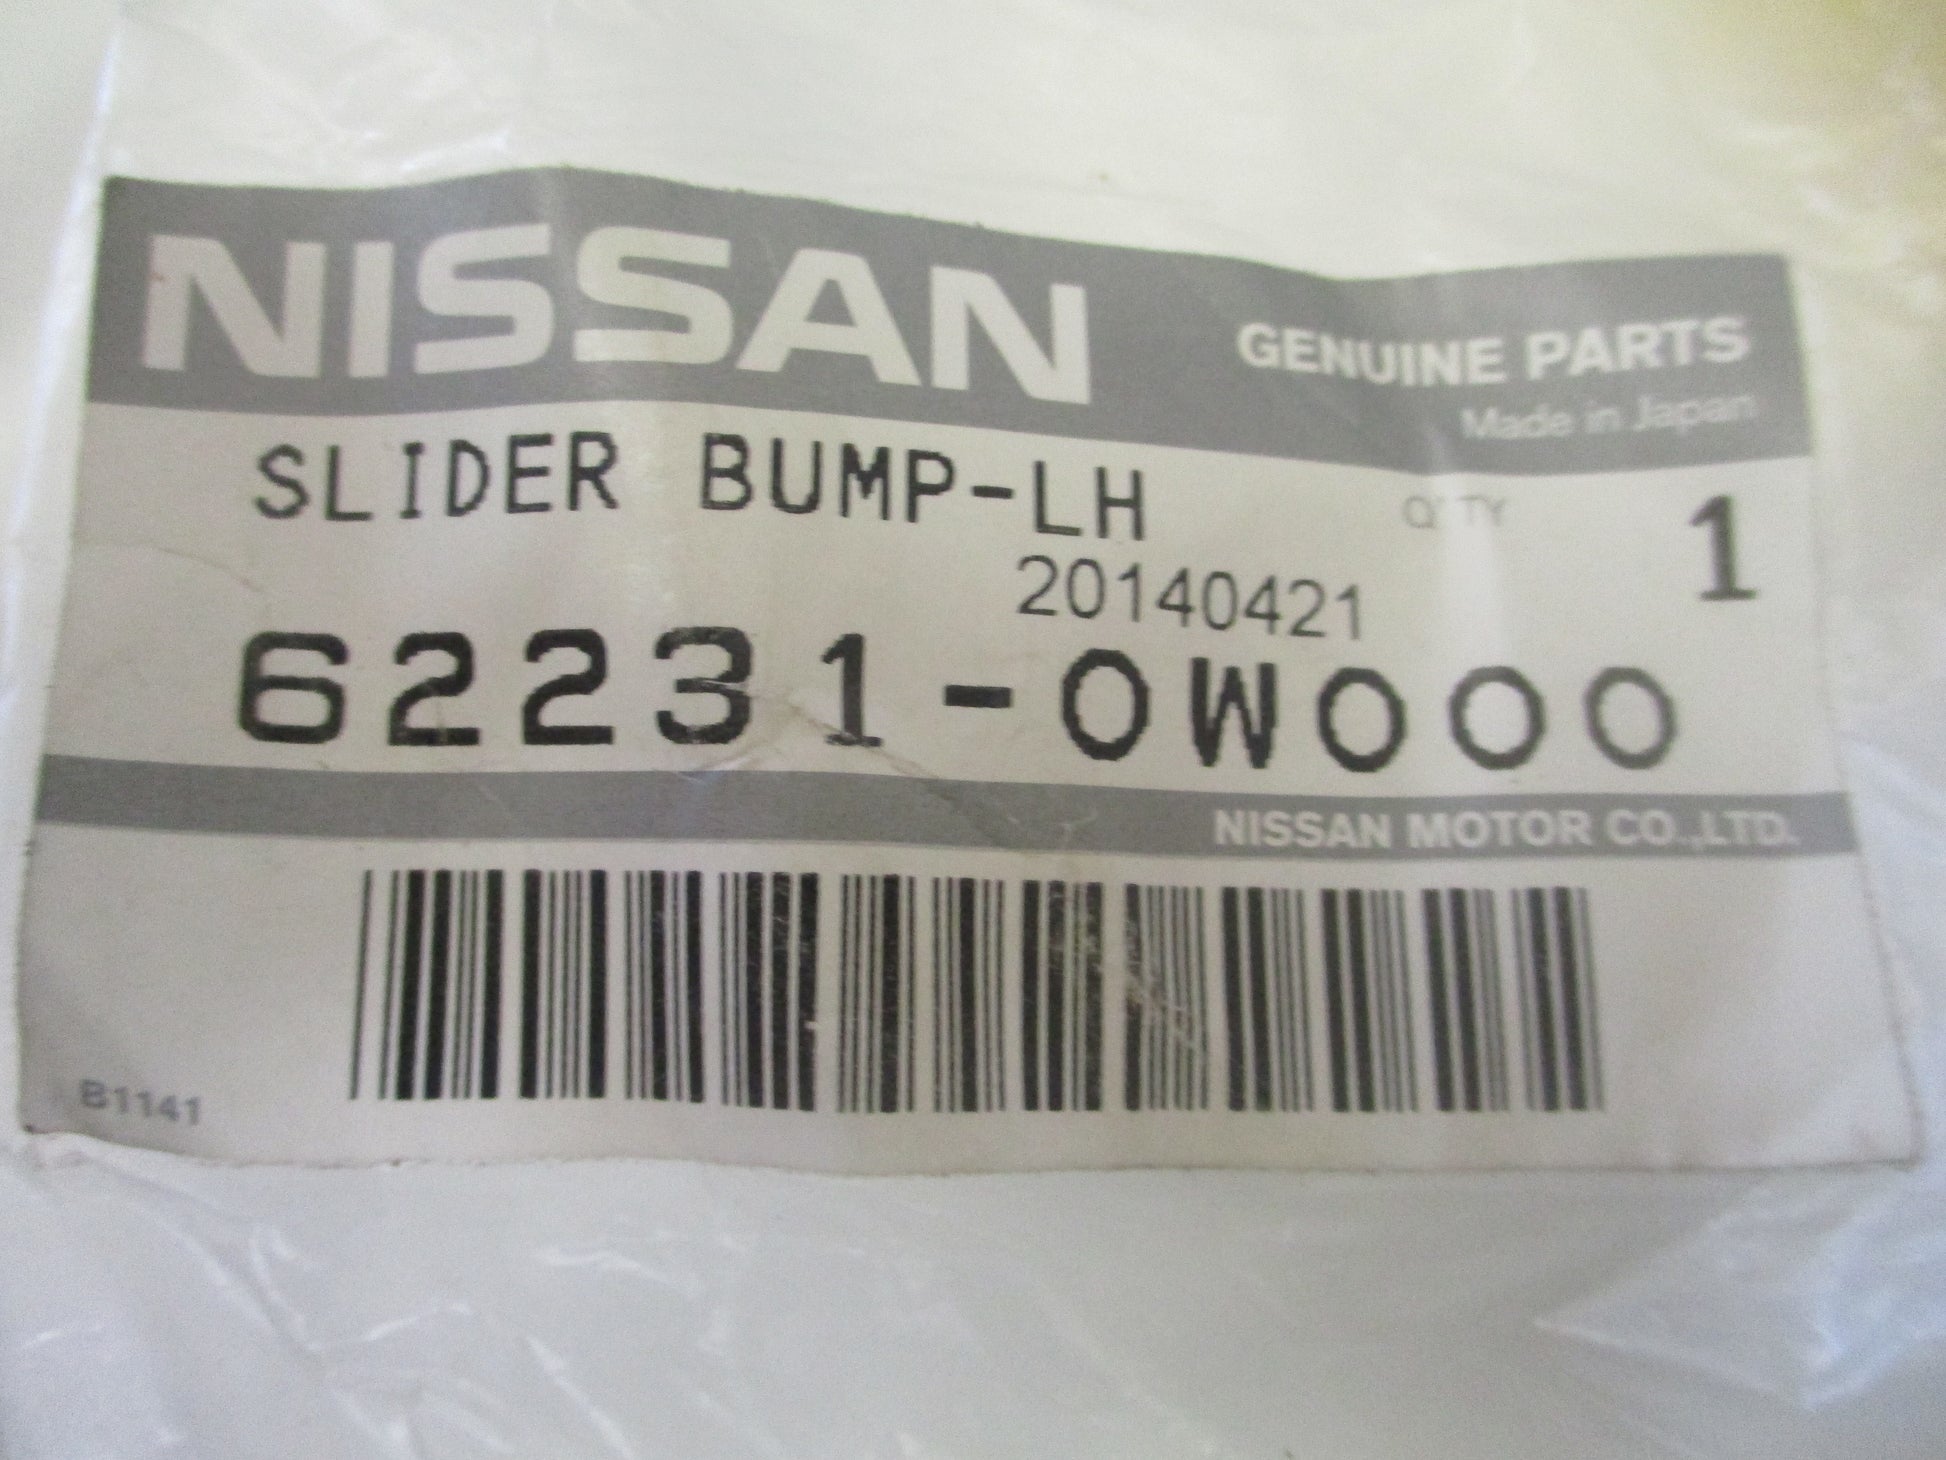 NISSAN
GENUINE PARTS
Made in Japan
SLIDER BUMP-LH
Q'TY 1
20140421
62231-0W000
NISSAN MOTOR CO.,LTD.
B1141